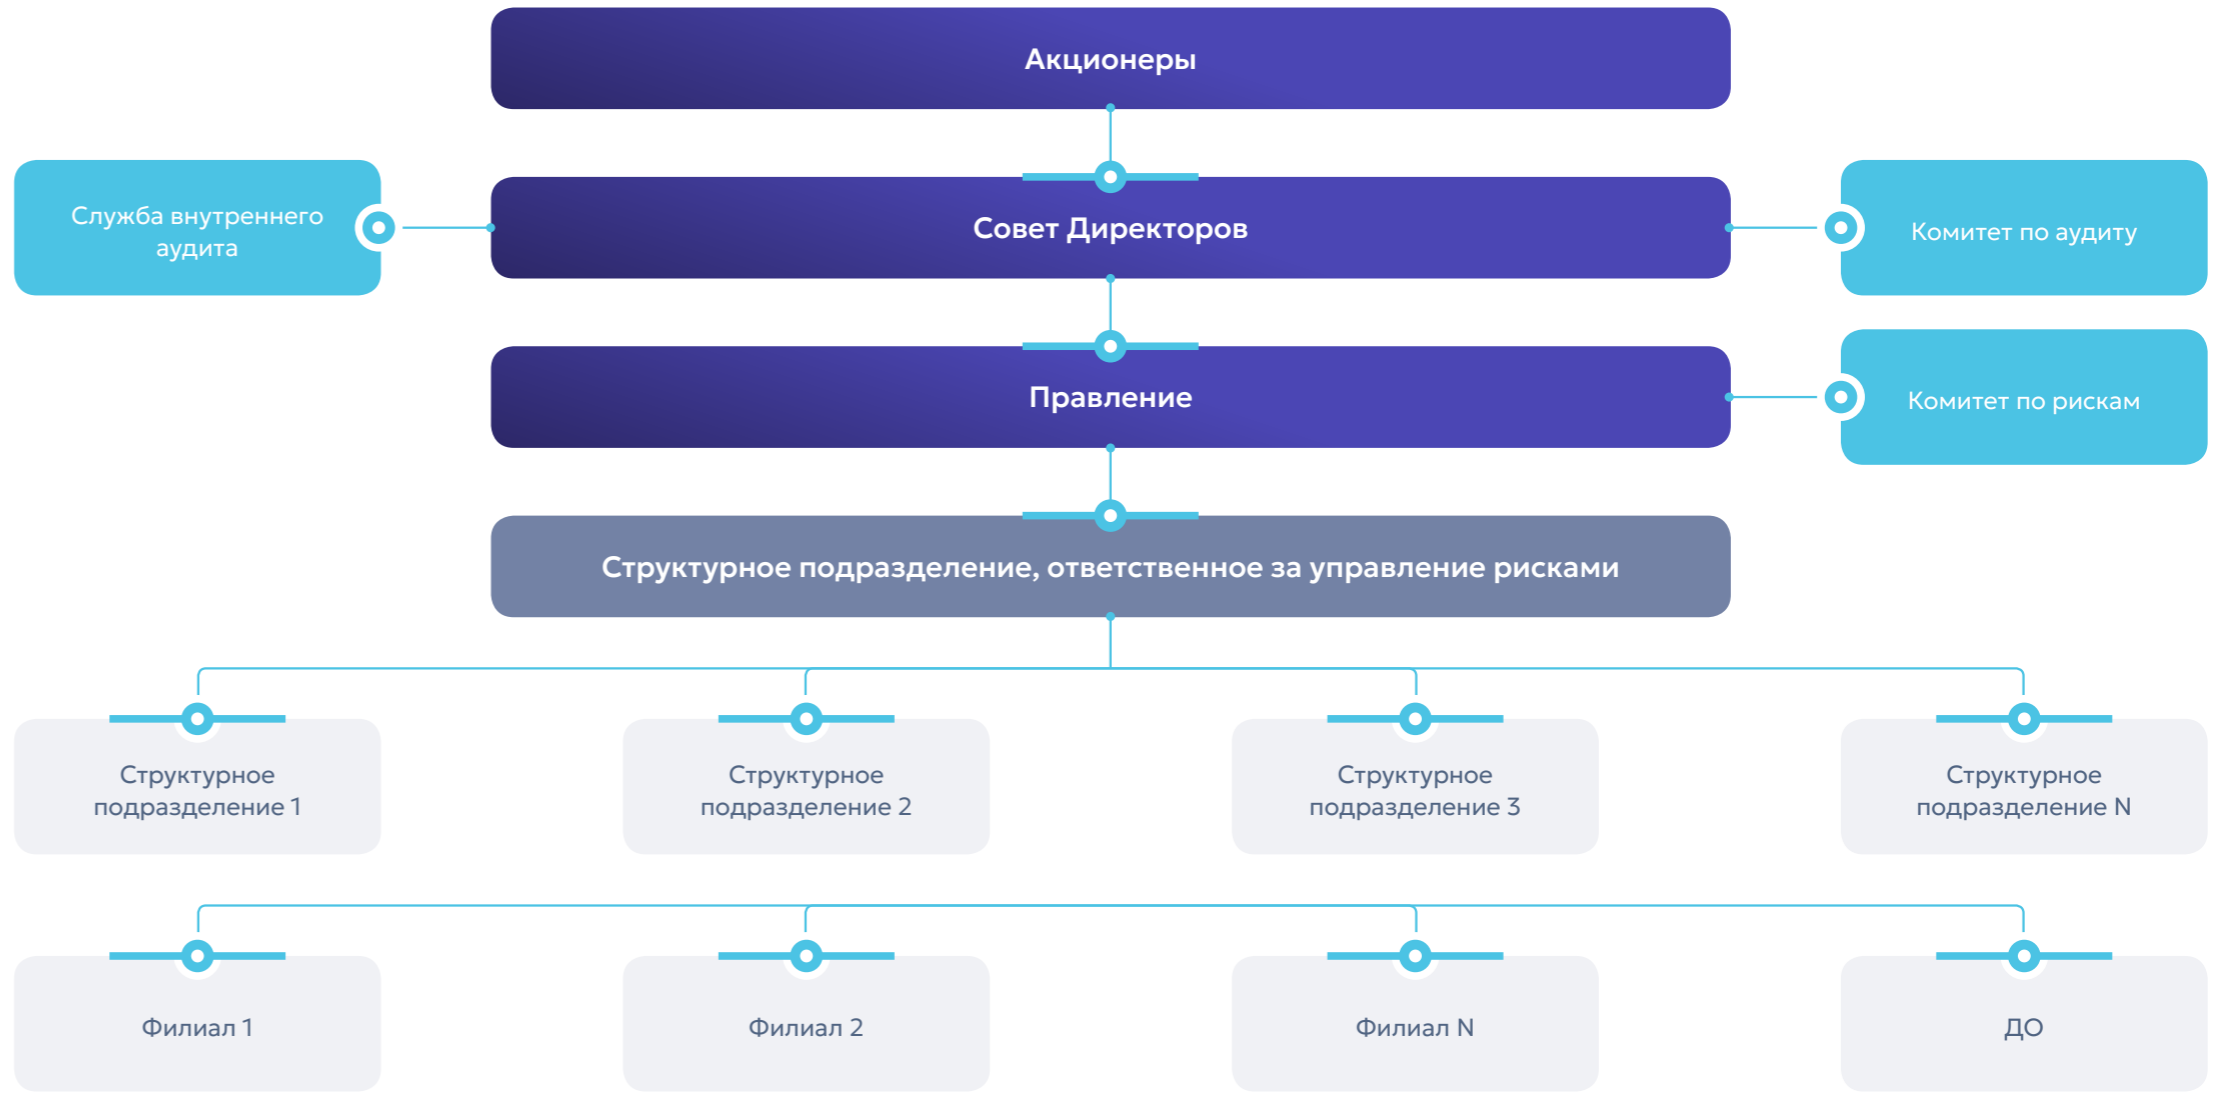 Акционеры
Служба внутреннего
аудита
Совет Директоров
Комитет по аудиту
Правление
Комитет по рискам
Структурное подразделение, ответственное за управление рисками
Структурное
подразделение 1
Структурное
подразделение 2
Структурное
подразделение 3
Структурное
подразделение N
Филиал 1
Филиал 2
Филиал N
ДО